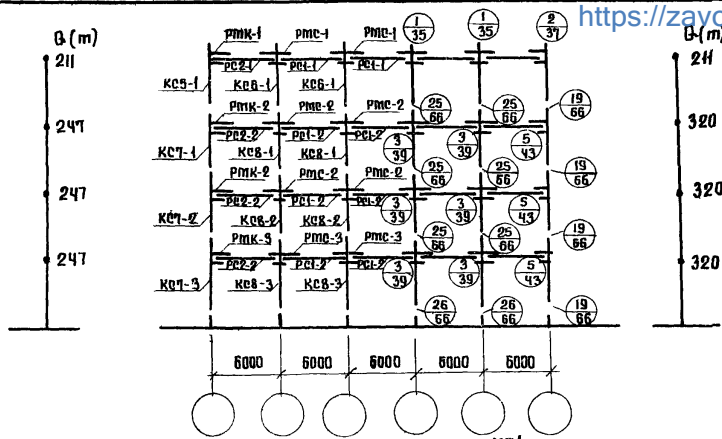 https://zayc
Q (т)
211
247
247
247
РМК-1 РМС-1 РМС-1
РС2-1 РС1-1 РС1-1
КС5-1 КС6-1 КС6-1
1/35 1/35 2/37
РМК-2 РМС-2 РМС-2
РС2-2 РС1-2 РС1-2
25/66 25/66 19/66
КС7-1 КС8-1 КС8-1
3/39 3/39 5/43
РМК-2 РМС-2 РМС-2
РС2-2 РС1-2 РС1-2
25/66 25/66 19/66
КС7-2 КС8-2 КС8-2
3/39 3/39 5/43
РМК-3 РМС-3 РМС-3
РС2-2 РС1-2 РС1-2
25/66 25/66 19/66
КС7-3 КС8-3 КС8-3
3/39 3/39 5/43
26/66 26/66 19/66
6000 6000 6000 6000 6000
Q (т)
211
320
320
320